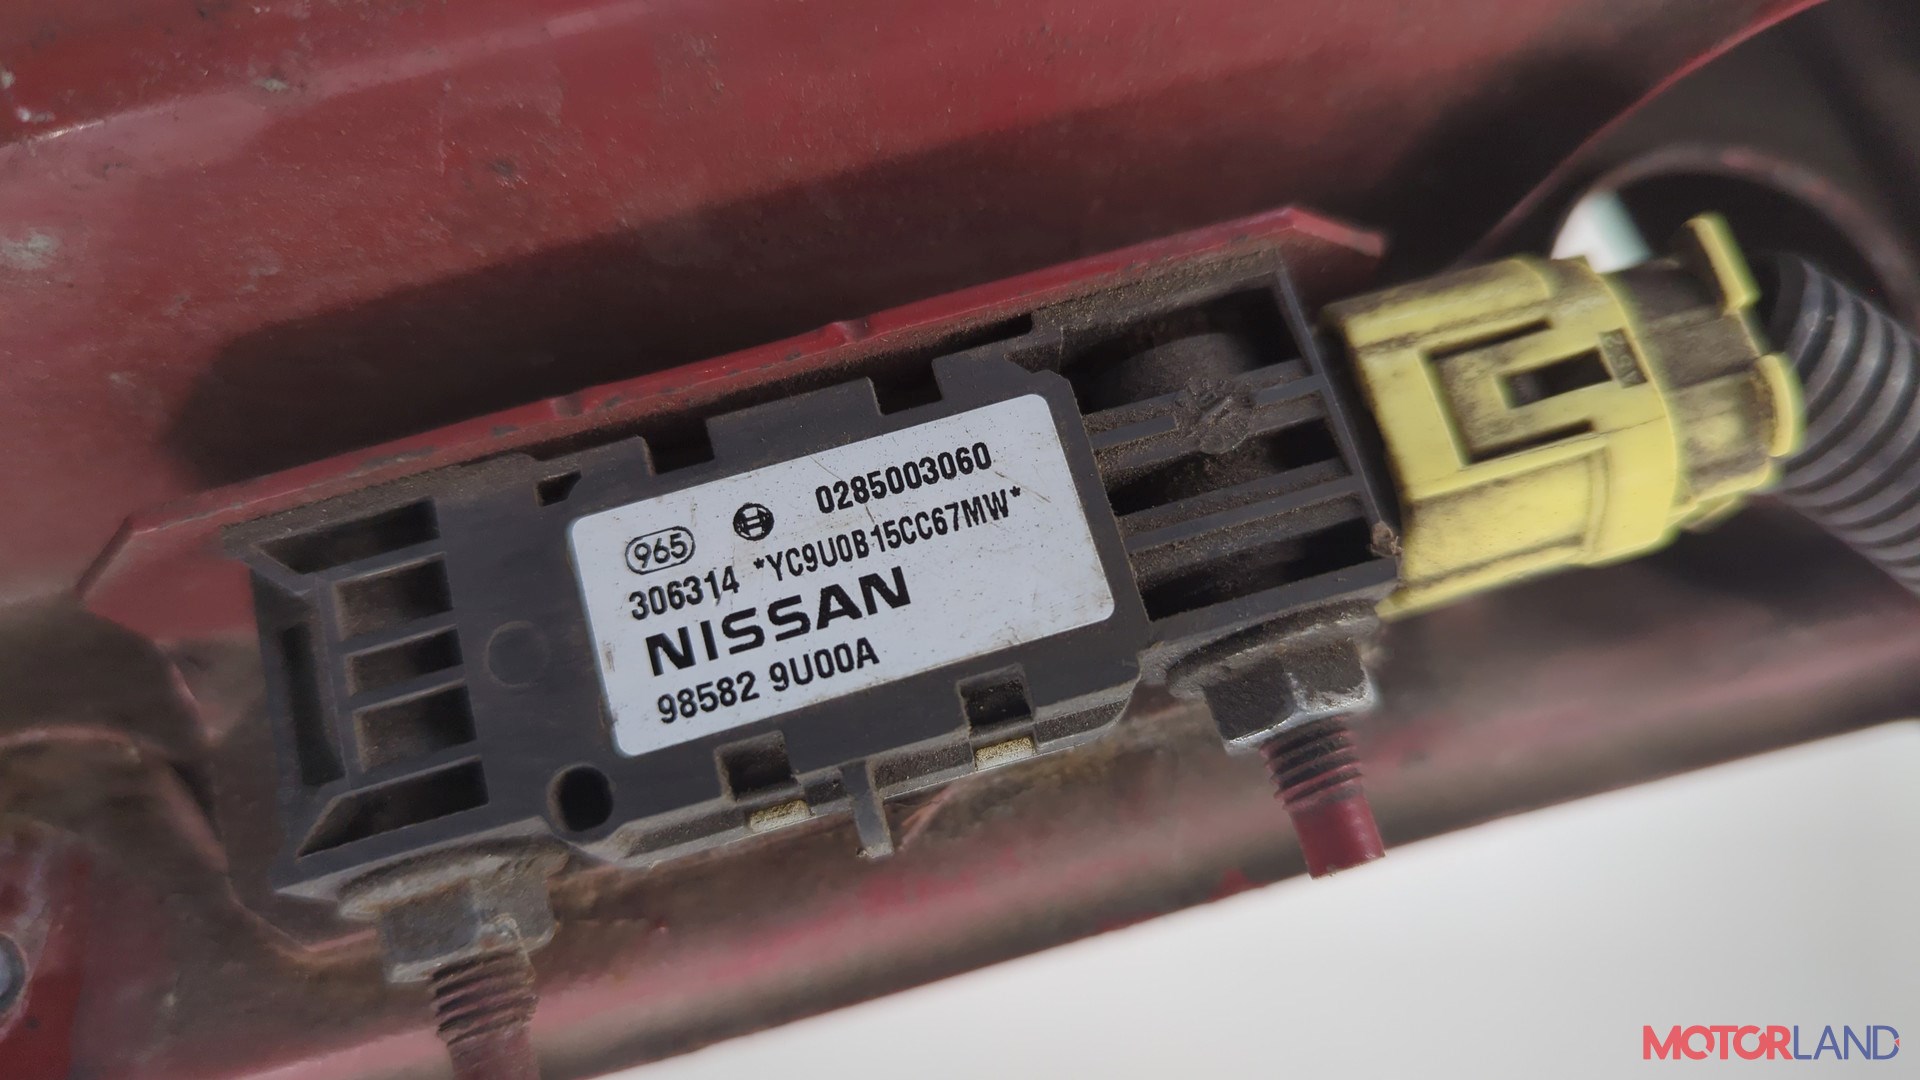 965 0285003060
306314 *YC9U0B15CC67MW*
NISSAN
98582 9U00A
MOTORLAND